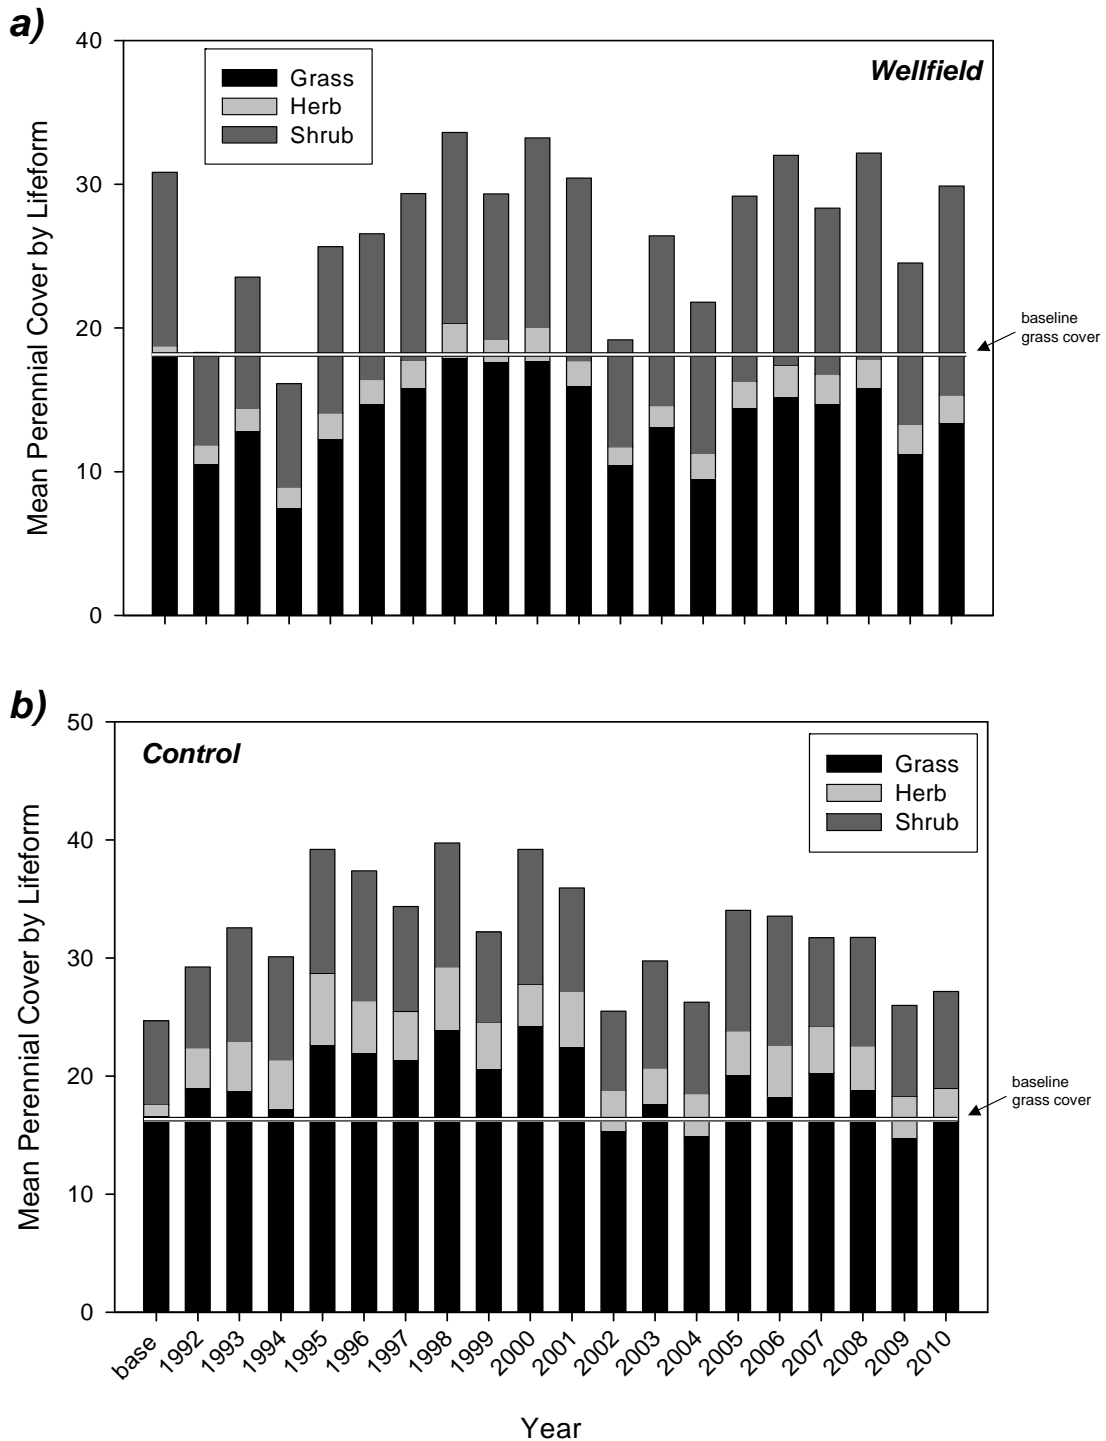 a)
40
30
20
10
0
Mean Perennial Cover by Lifeform
Grass
Herb
Shrub
Wellfield
baseline
grass cover
b)
50
40
30
20
10
0
Mean Perennial Cover by Lifeform
Control
Grass
Herb
Shrub
baseline
grass cover
base
1992
1993
1994
1995
1996
1997
1998
1999
2000
2001
2002
2003
2004
2005
2006
2007
2008
2009
2010
Year